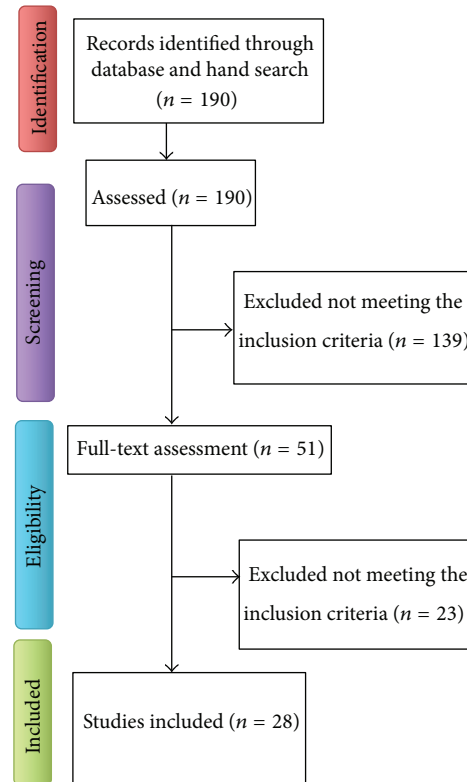 Identification
Records identified through
database and hand search
(n = 190)
Screening
Assessed (n = 190)
Excluded not meeting the
inclusion criteria (n = 139)
Eligibility
Full-text assessment (n = 51)
Excluded not meeting the
inclusion criteria (n = 23)
Included
Studies included (n = 28)